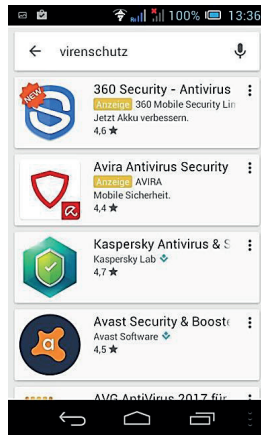 100% 13:36
virenschutz
NEW
360 Security - Antivirus
Anzeige 360 Mobile Security Lin
Jetzt Akku verbessern.
4,6 ★
Avira Antivirus Security
Anzeige AVIRA
Mobile Sicherheit.
4,4 ★
Kaspersky Antivirus & S
Kaspersky Lab
4,7 ★
Avast Security & Booste
Avast Software
4,5 ★
AVG AntiVirus 2017 für